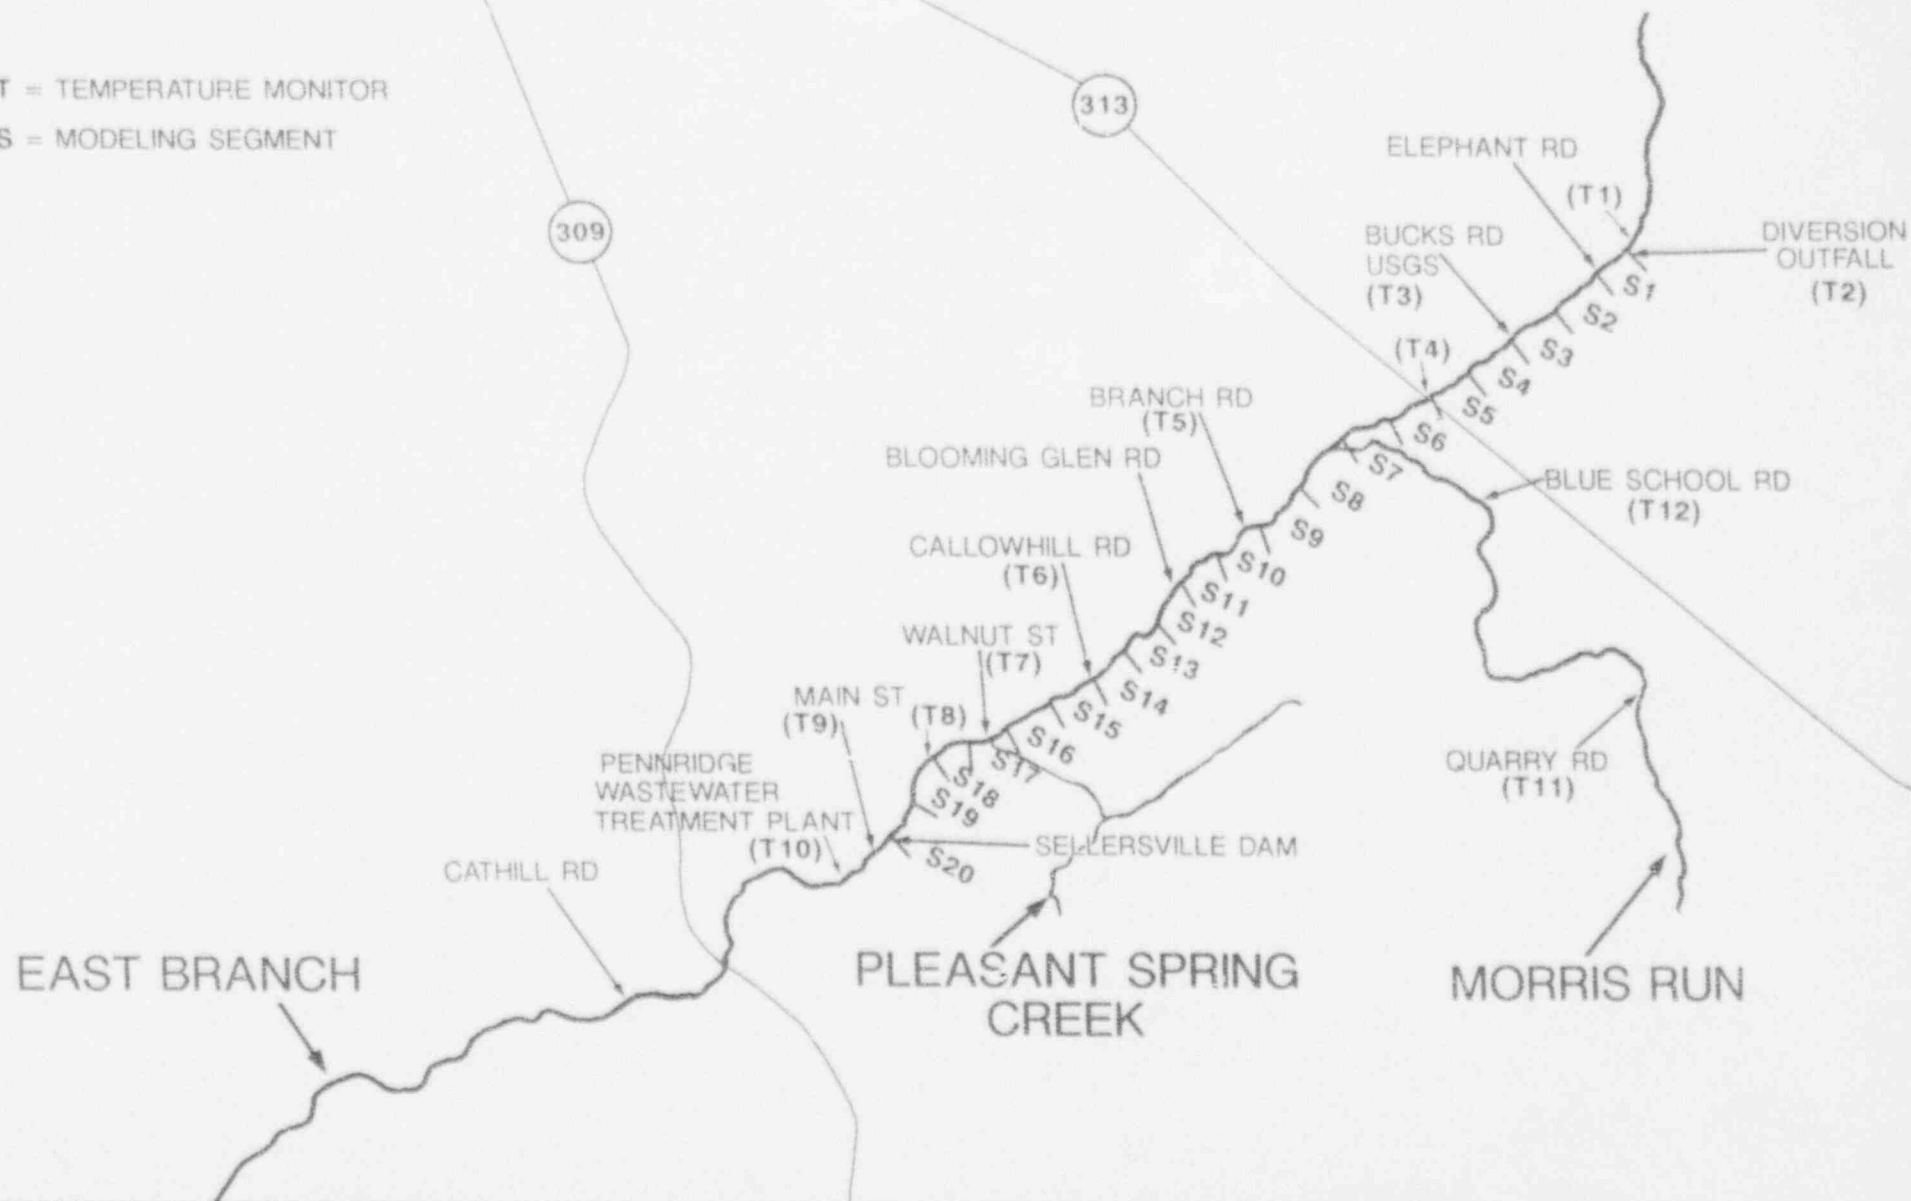 T = TEMPERATURE MONITOR
S = MODELING SEGMENT
313
309
ELEPHANT RD
(T1)
DIVERSION
OUTFALL
(T2)
BUCKS RD
USGS
(T3)
(T4)
S1
S2
S3
S4
S5
S6
S7
S8
S9
S10
S11
S12
S13
S14
S15
S16
S17
S18
S19
S20
BRANCH RD
(T5)
BLOOMING GLEN RD
BLUE SCHOOL RD
(T12)
CALLOWHILL RD
(T6)
WALNUT ST
(T7)
MAIN ST
(T9)
(T8)
PENNRIDGE
WASTEWATER
TREATMENT PLANT
(T10)
QUARRY RD
(T11)
SELLERSVILLE DAM
CATHILL RD
EAST BRANCH
PLEASANT SPRING
CREEK
MORRIS RUN